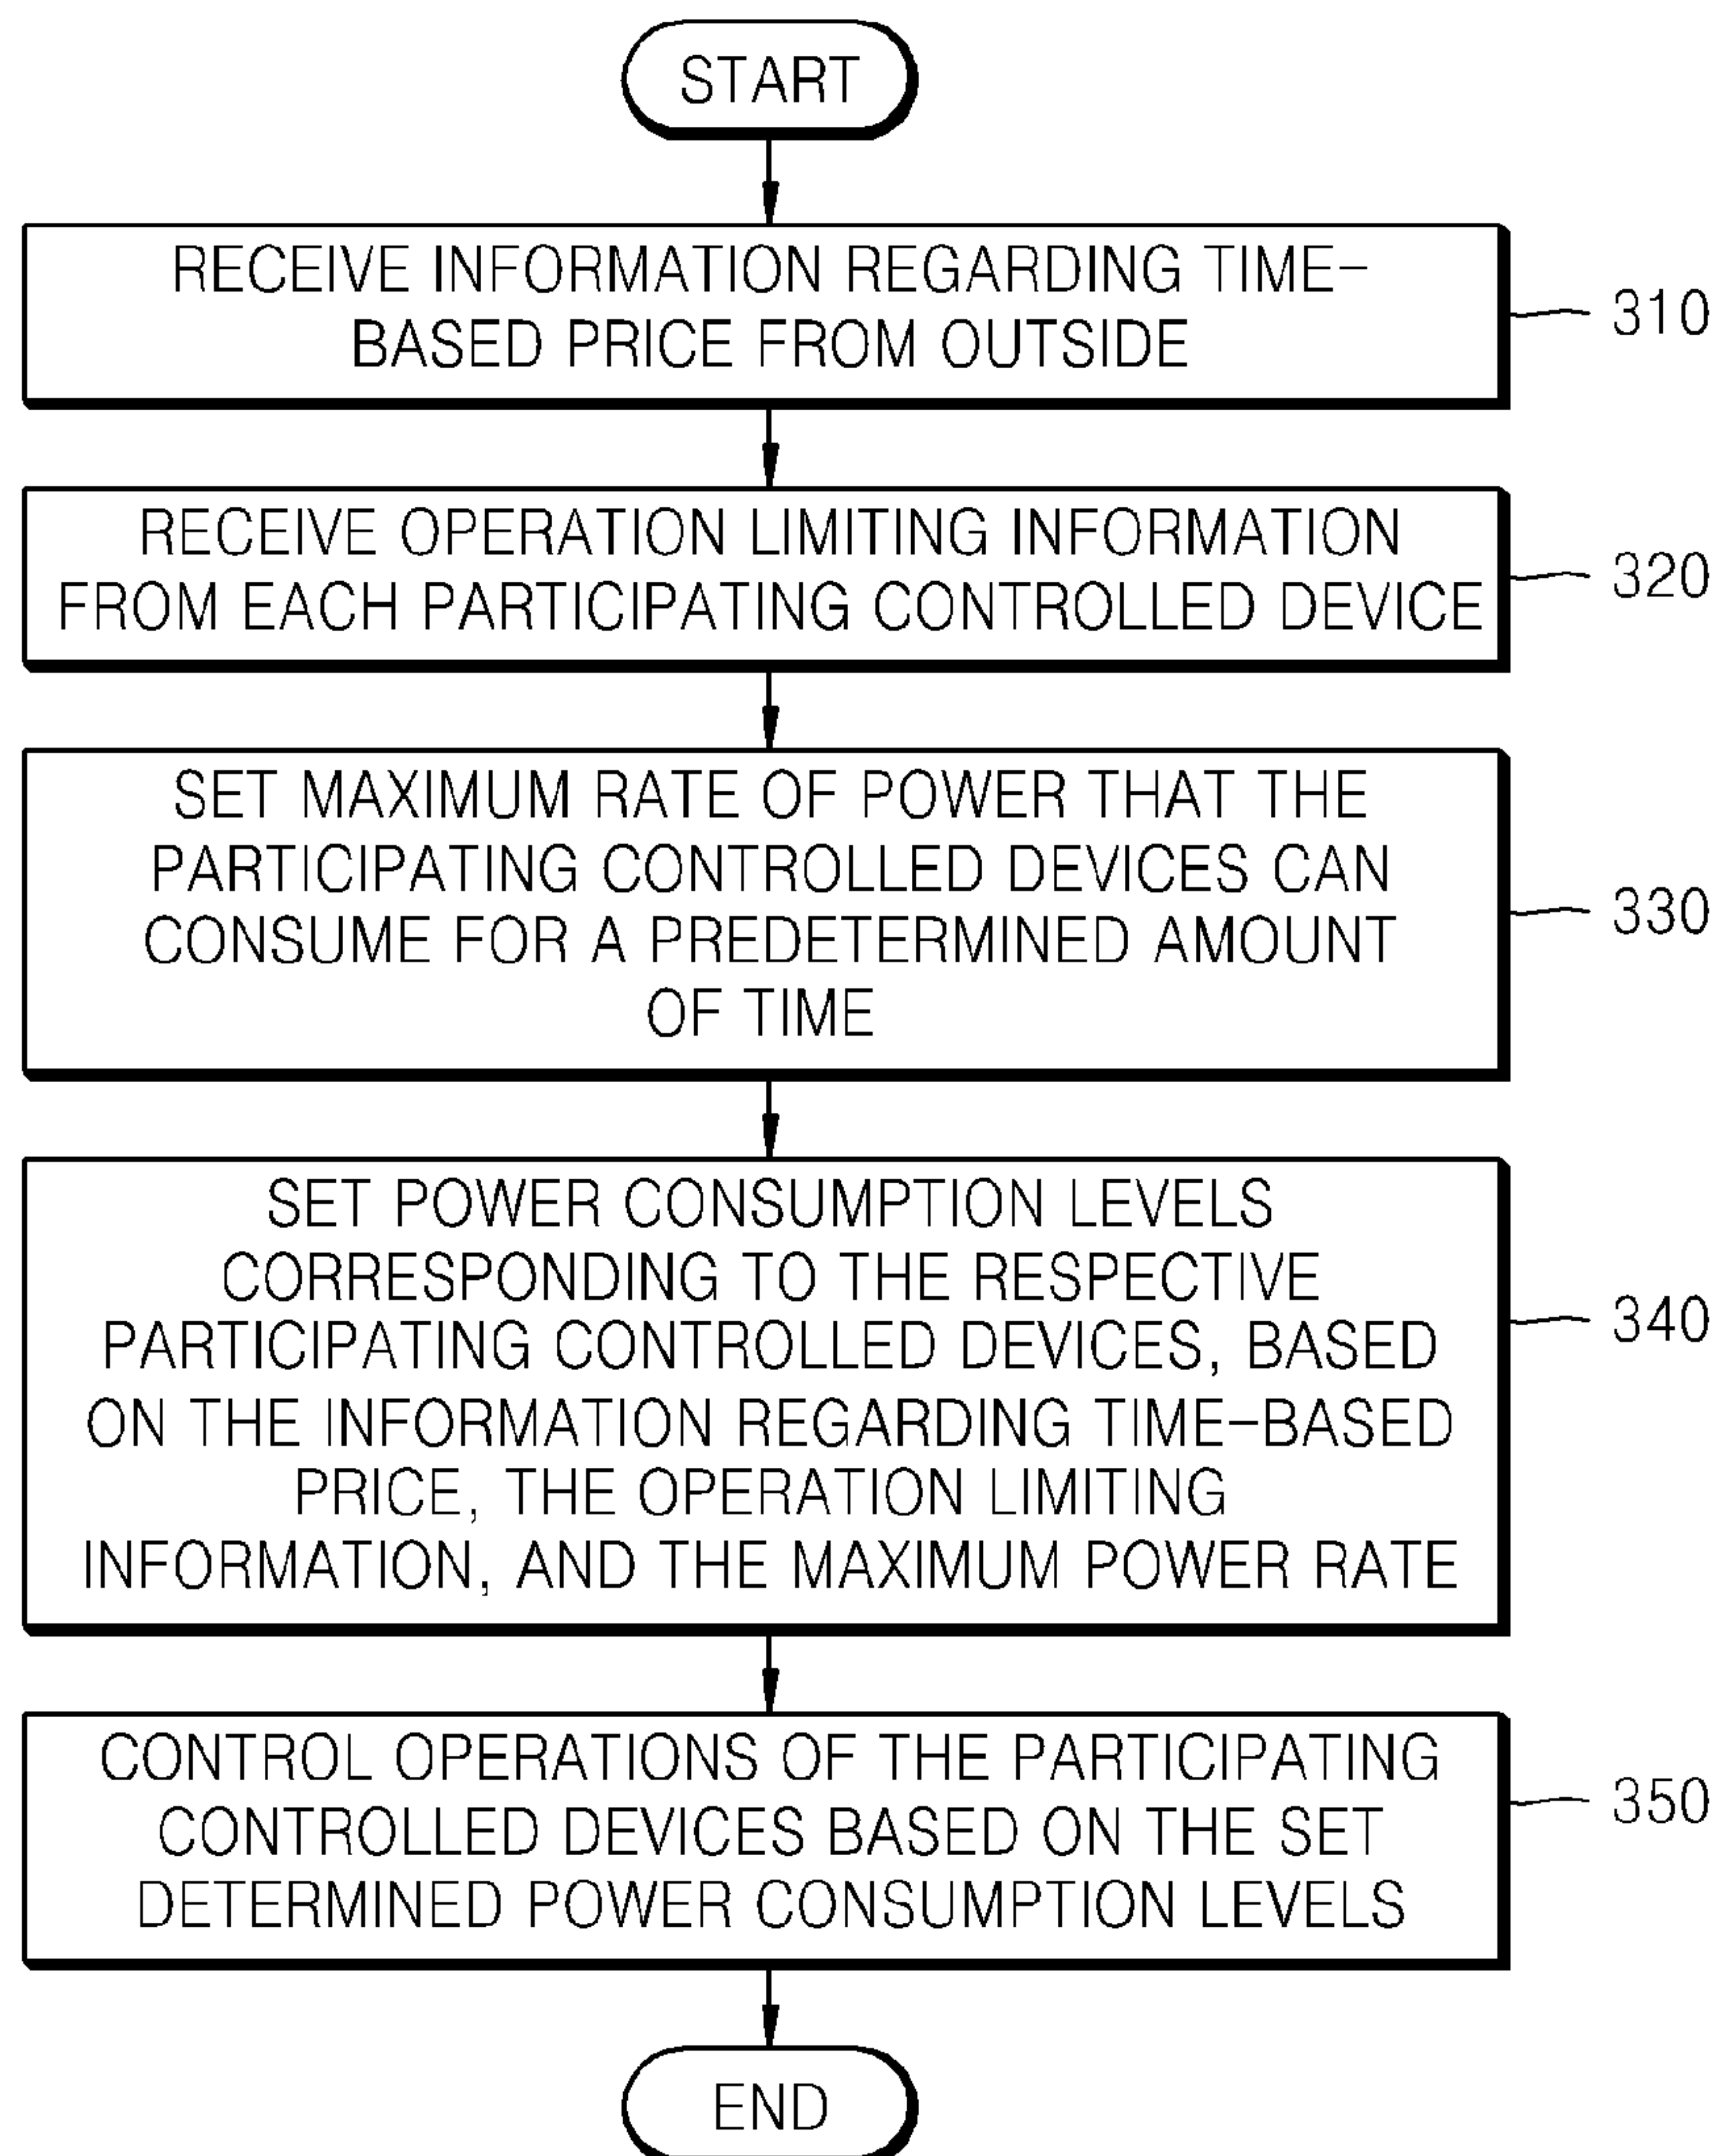 START
RECEIVE INFORMATION REGARDING TIME-
BASED PRICE FROM OUTSIDE
310
RECEIVE OPERATION LIMITING INFORMATION
FROM EACH PARTICIPATING CONTROLLED DEVICE
320
SET MAXIMUM RATE OF POWER THAT THE
PARTICIPATING CONTROLLED DEVICES CAN
CONSUME FOR A PREDETERMINED AMOUNT
OF TIME
330
SET POWER CONSUMPTION LEVELS
CORRESPONDING TO THE RESPECTIVE
PARTICIPATING CONTROLLED DEVICES, BASED
ON THE INFORMATION REGARDING TIME-BASED
PRICE, THE OPERATION LIMITING
INFORMATION, AND THE MAXIMUM POWER RATE
340
CONTROL OPERATIONS OF THE PARTICIPATING
CONTROLLED DEVICES BASED ON THE SET
DETERMINED POWER CONSUMPTION LEVELS
350
END